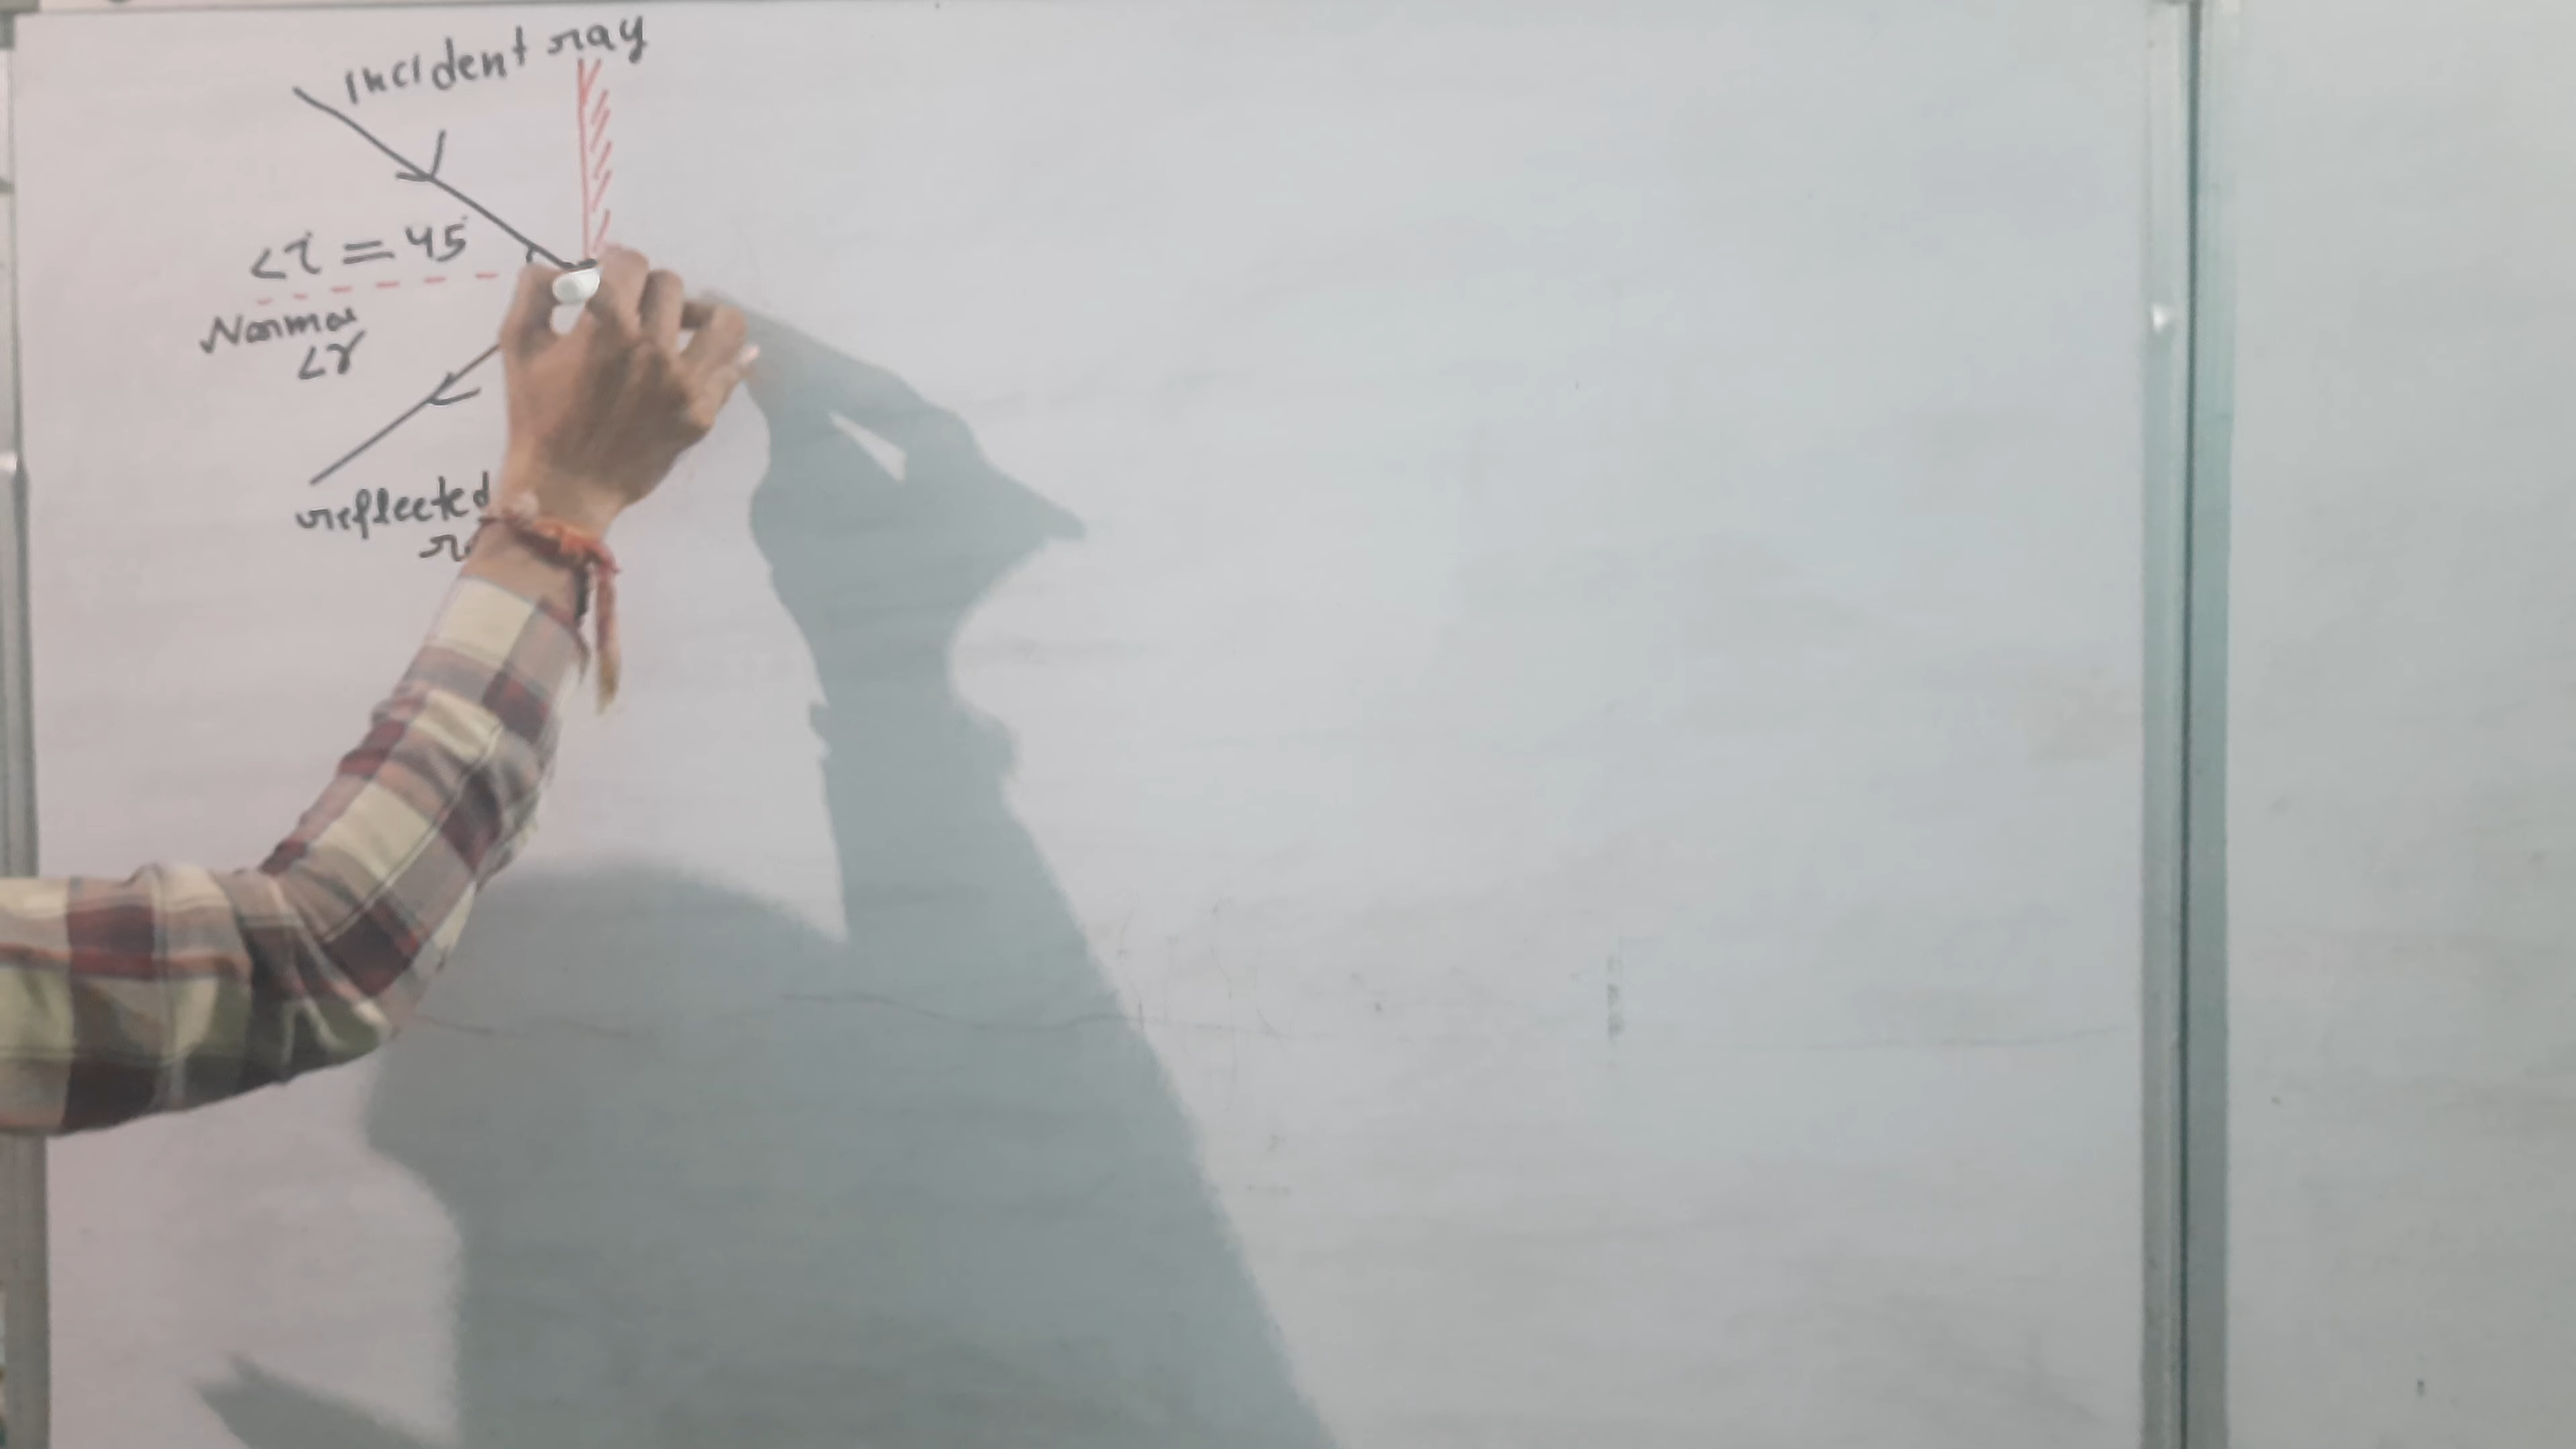 Incident ray
<i = 45°
Normal
<r
reflected